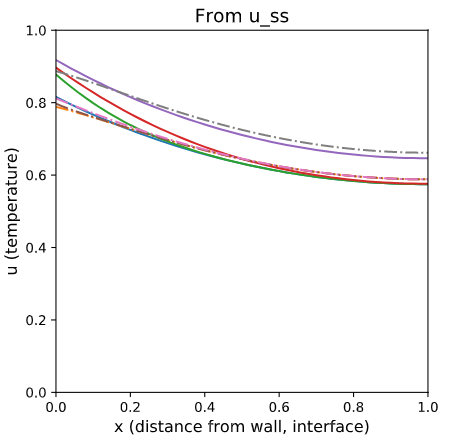 From u_ss
1.0
0.8
0.6
0.4
0.2
0.0
u (temperature)
0.0 0.2 0.4 0.6 0.8 1.0
x (distance from wall, interface)